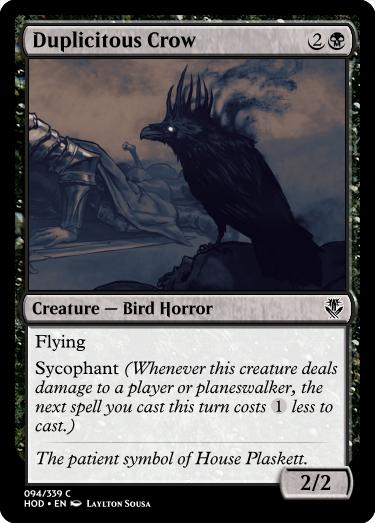 Duplicitous Crow 2
Creature — Bird Horror
Flying
Sycophant (Whenever this creature deals
damage to a player or planeswalker, the
next spell you cast this turn costs 1 less to
cast.)
The patient symbol of House Plaskett.
2/2
094/339 C
HOD • EN Laylton Sousa